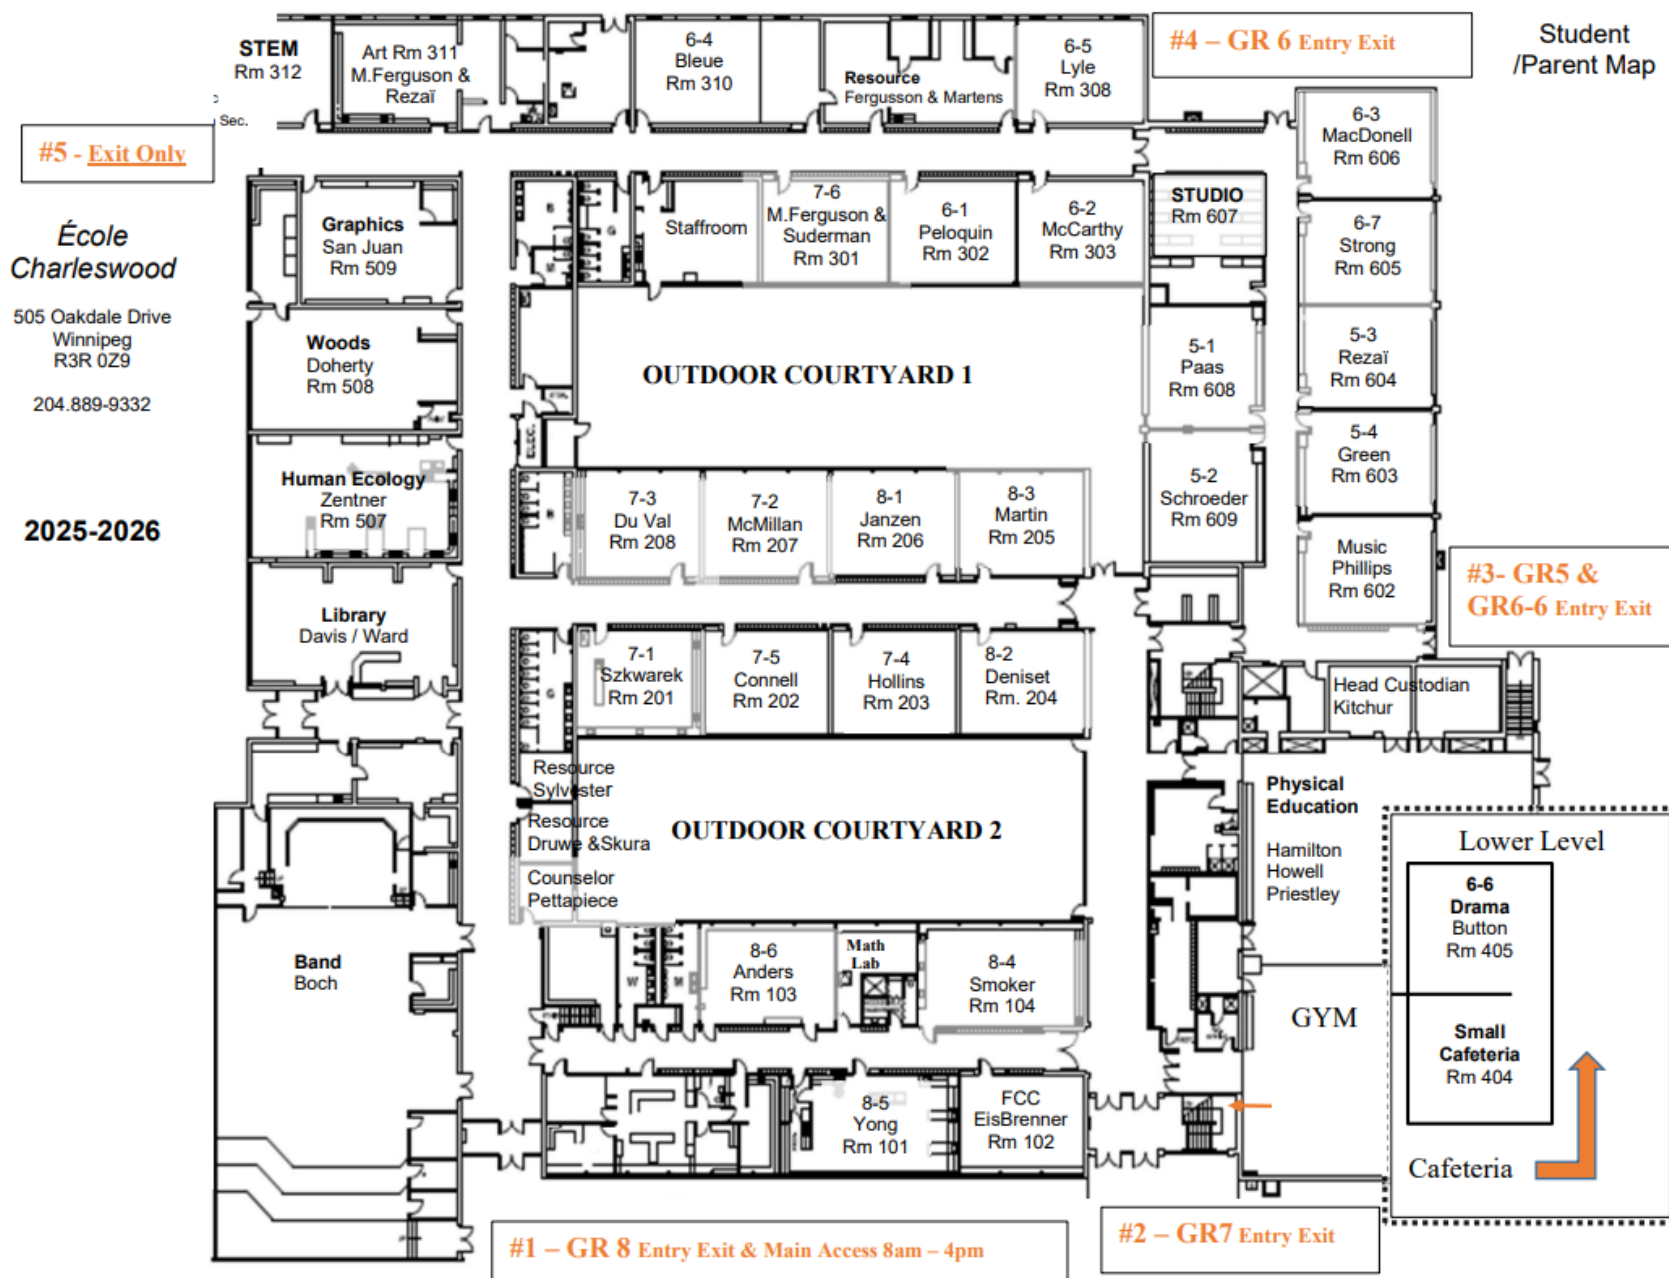 STEM
Rm 312
Art Rm 311
M.Ferguson &
Rezaï
6-4
Bleue
Rm 310
Resource
Fergusson & Martens
6-5
Lyle
Rm 308
#4 – GR 6 Entry Exit
Student
/Parent Map
c
Sec.
#5 - Exit Only
6-3
MacDonell
Rm 606
École
Charleswood
505 Oakdale Drive
Winnipeg
R3R 0Z9
204.889-9332
2025-2026
Graphics
San Juan
Rm 509
B
G
Staffroom
7-6
M.Ferguson &
Suderman
Rm 301
6-1
Peloquin
Rm 302
6-2
McCarthy
Rm 303
STUDIO
Rm 607
6-7
Strong
Rm 605
Woods
Doherty
Rm 508
OUTDOOR COURTYARD 1
5-1
Paas
Rm 608
5-3
Rezaï
Rm 604
ELEC.
Human Ecology
Zentner
Rm 507
B
7-3
Du Val
Rm 208
7-2
McMillan
Rm 207
8-1
Janzen
Rm 206
8-3
Martin
Rm 205
5-2
Schroeder
Rm 609
5-4
Green
Rm 603
Music
Phillips
Rm 602
#3- GR5 &
GR6-6 Entry Exit
Library
Davis / Ward
G
7-1
Szkwarek
Rm 201
7-5
Connell
Rm 202
7-4
Hollins
Rm 203
8-2
Deniset
Rm. 204
Head Custodian
Kitchur
Resource
Sylvester
Resource
Druwe &Skura
Counselor
Pettapiece
OUTDOOR COURTYARD 2
Physical
Education
Hamilton
Howell
Priestley
Lower Level
6-6
Drama
Button
Rm 405
Small
Cafeteria
Rm 404
Cafeteria
Band
Boch
W
M
8-6
Anders
Rm 103
Math
Lab
8-4
Smoker
Rm 104
GYM
8-5
Yong
Rm 101
FCC
EisBrenner
Rm 102
#1 – GR 8 Entry Exit & Main Access 8am – 4pm
#2 – GR7 Entry Exit